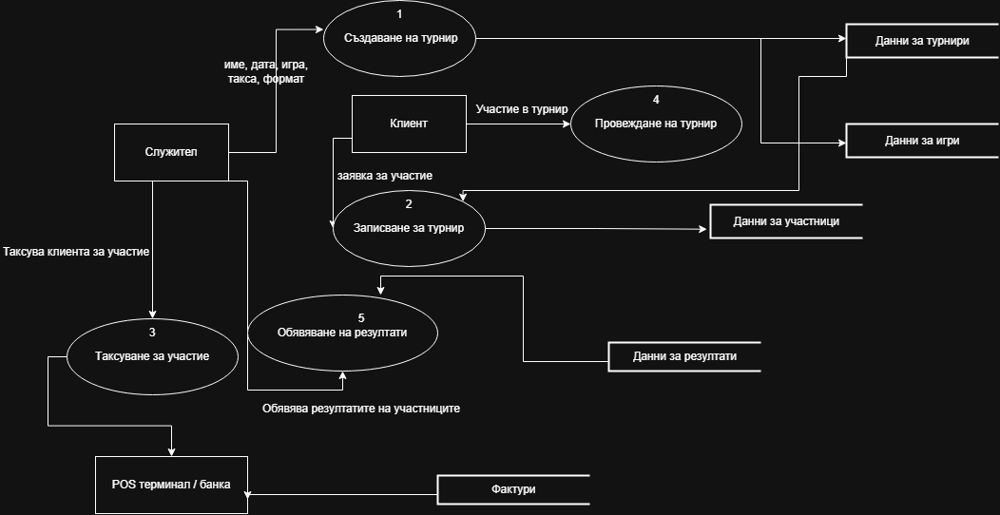 1
Създаване на турнир
Данни за турнири
име, дата, игра,
такса, формат
Клиент
Участие в турнир
4
Провеждане на турнир
Служител
Данни за игри
заявка за участие
2
Записване за турнир
Данни за участници
Таксува клиента за участие
3
Таксуване за участие
5
Обявяване на резултати
Данни за резултати
Обявява резултатите на участниците
POS терминал / банка
Фактури